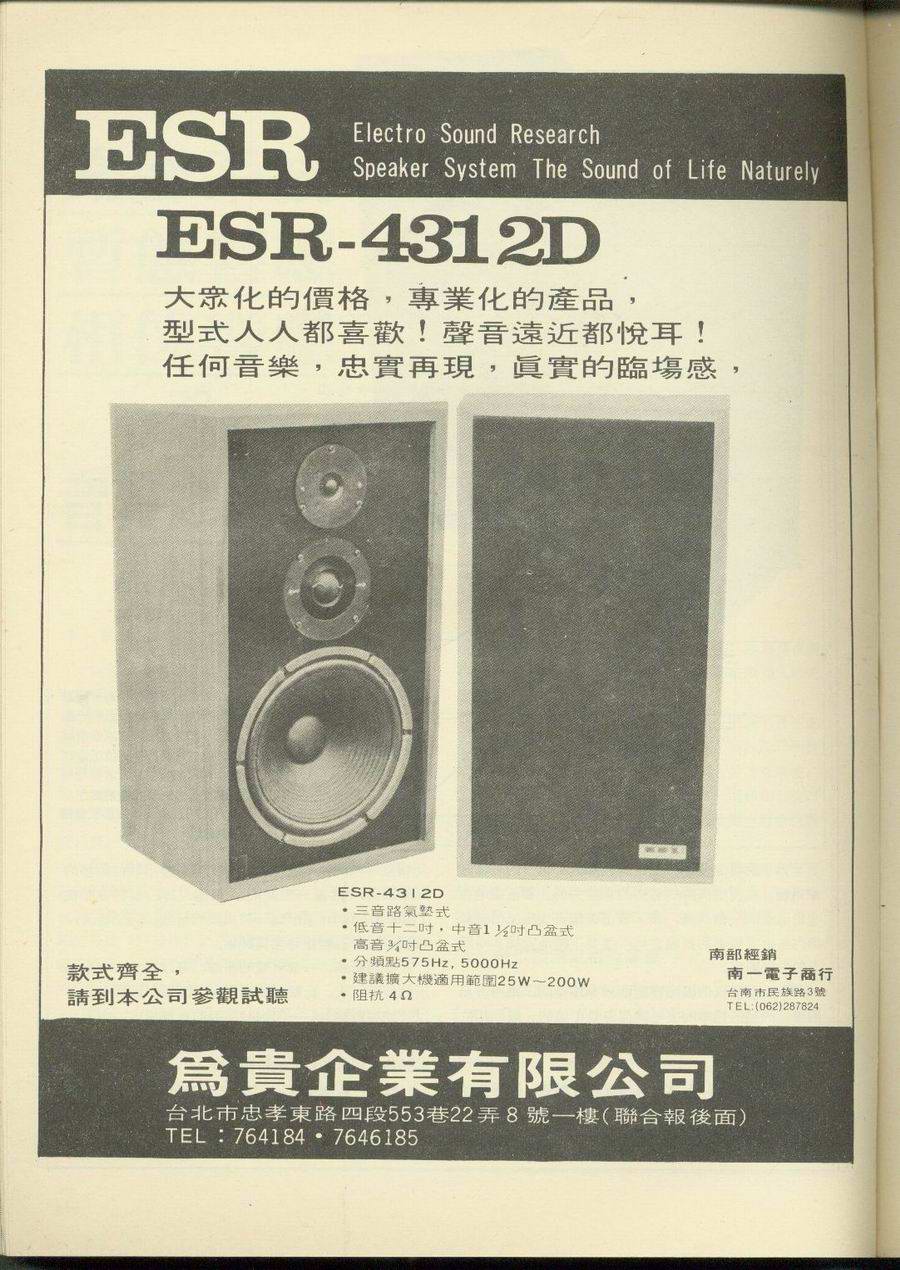 ESR
Electro Sound Research
Speaker System The Sound of Life Naturely
ESR-4312D
大衆化的價格，專業化的產品，
型式人人都喜歡！聲音遠近都悅耳！
任何音樂，忠實再現，眞實的臨場感，
ESR-4312D
• 三音路氣墊式
• 低音十二吋，中音1½吋凸盆式
高音¾吋凸盆式
• 分頻點575Hz, 5000Hz
• 建議擴大機適用範圍25W～200W
• 阻抗 4 Ω
款式齊全，
請到本公司參觀試聽
南部經銷
南一電子商行
台南市民族路3號
TEL:(062)287824
爲貴企業有限公司
台北市忠孝東路四段553巷22弄8號一樓(聯合報後面)
TEL：764184 • 7646185